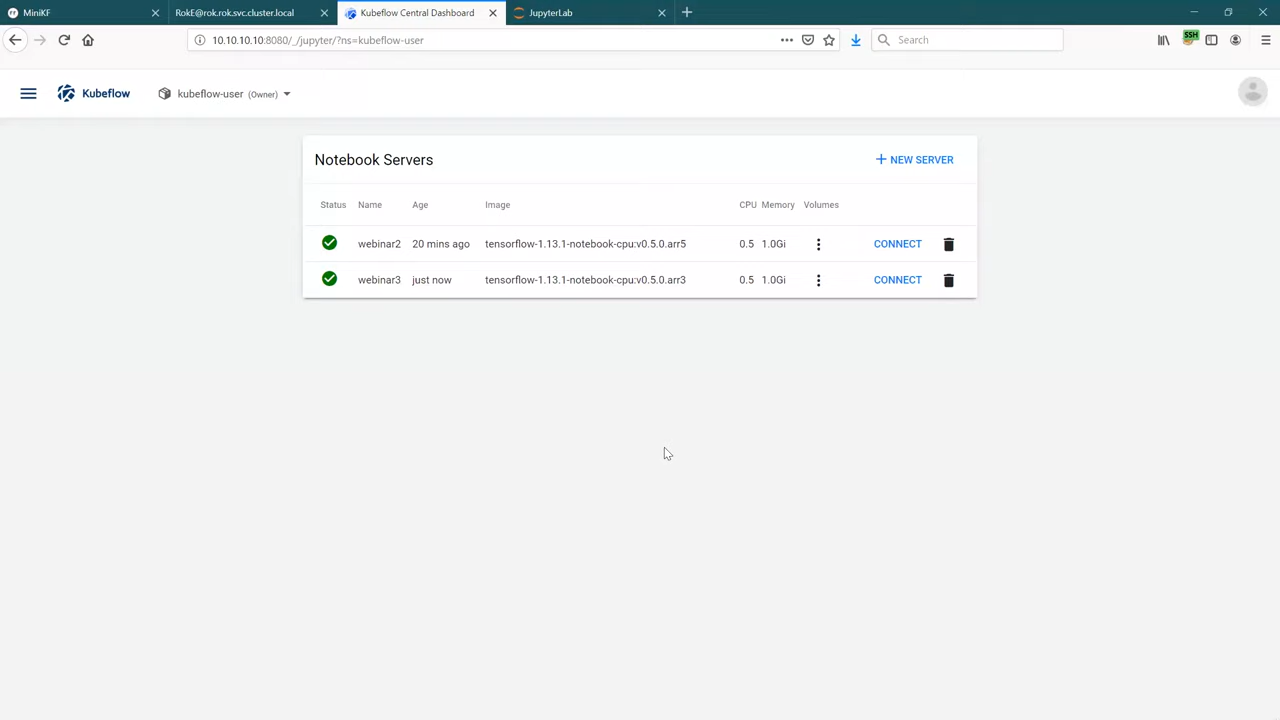 MiniKF
RokE@rok.rok.svc.cluster.local
Kubeflow Central Dashboard
JupyterLab
10.10.10.10:8080/_/jupyter/?ns=kubeflow-user
Search
SSH
Kubeflow
kubeflow-user (Owner)
Notebook Servers
NEW SERVER
Status Name Age Image CPU Memory Volumes
webinar2 20 mins ago tensorflow-1.13.1-notebook-cpu:v0.5.0.arr5 0.5 1.0Gi CONNECT
webinar3 just now tensorflow-1.13.1-notebook-cpu:v0.5.0.arr3 0.5 1.0Gi CONNECT